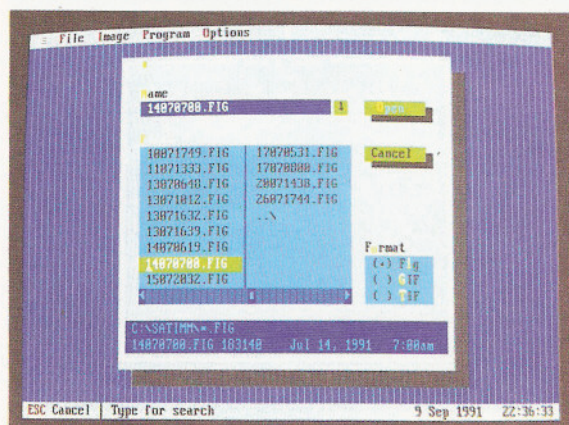 ≡ File Image Program Options
Name
14070700.FIG
Open
10071749.FIG 17070531.FIG
11071333.FIG 17070800.FIG
13070648.FIG 20071438.FIG
13071012.FIG 26071744.FIG
13071632.FIG ..\
13071639.FIG
14070619.FIG
14070700.FIG
15072032.FIG
Cancel
Format
(•) Fig
( ) GIF
( ) TIF
C:\SATIMM\*.FIG
14070700.FIG 183140 Jul 14, 1991 7:00am
ESC Cancel | Type for search 9 Sep 1991 22:36:33